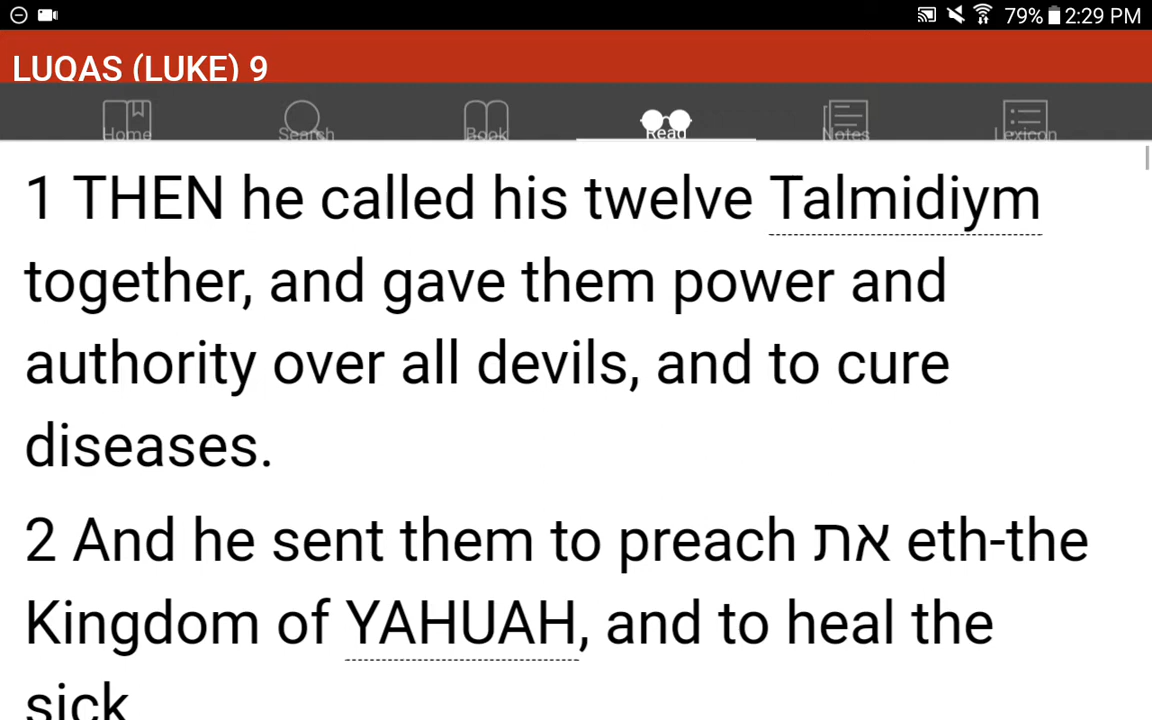 79% 2:29 PM
LUQAS (LUKE) 9
Home Search Book Read Notes Lexicon
1 THEN he called his twelve Talmidiym
together, and gave them power and
authority over all devils, and to cure
diseases.
2 And he sent them to preach את eth-the
Kingdom of YAHUAH, and to heal the
sick